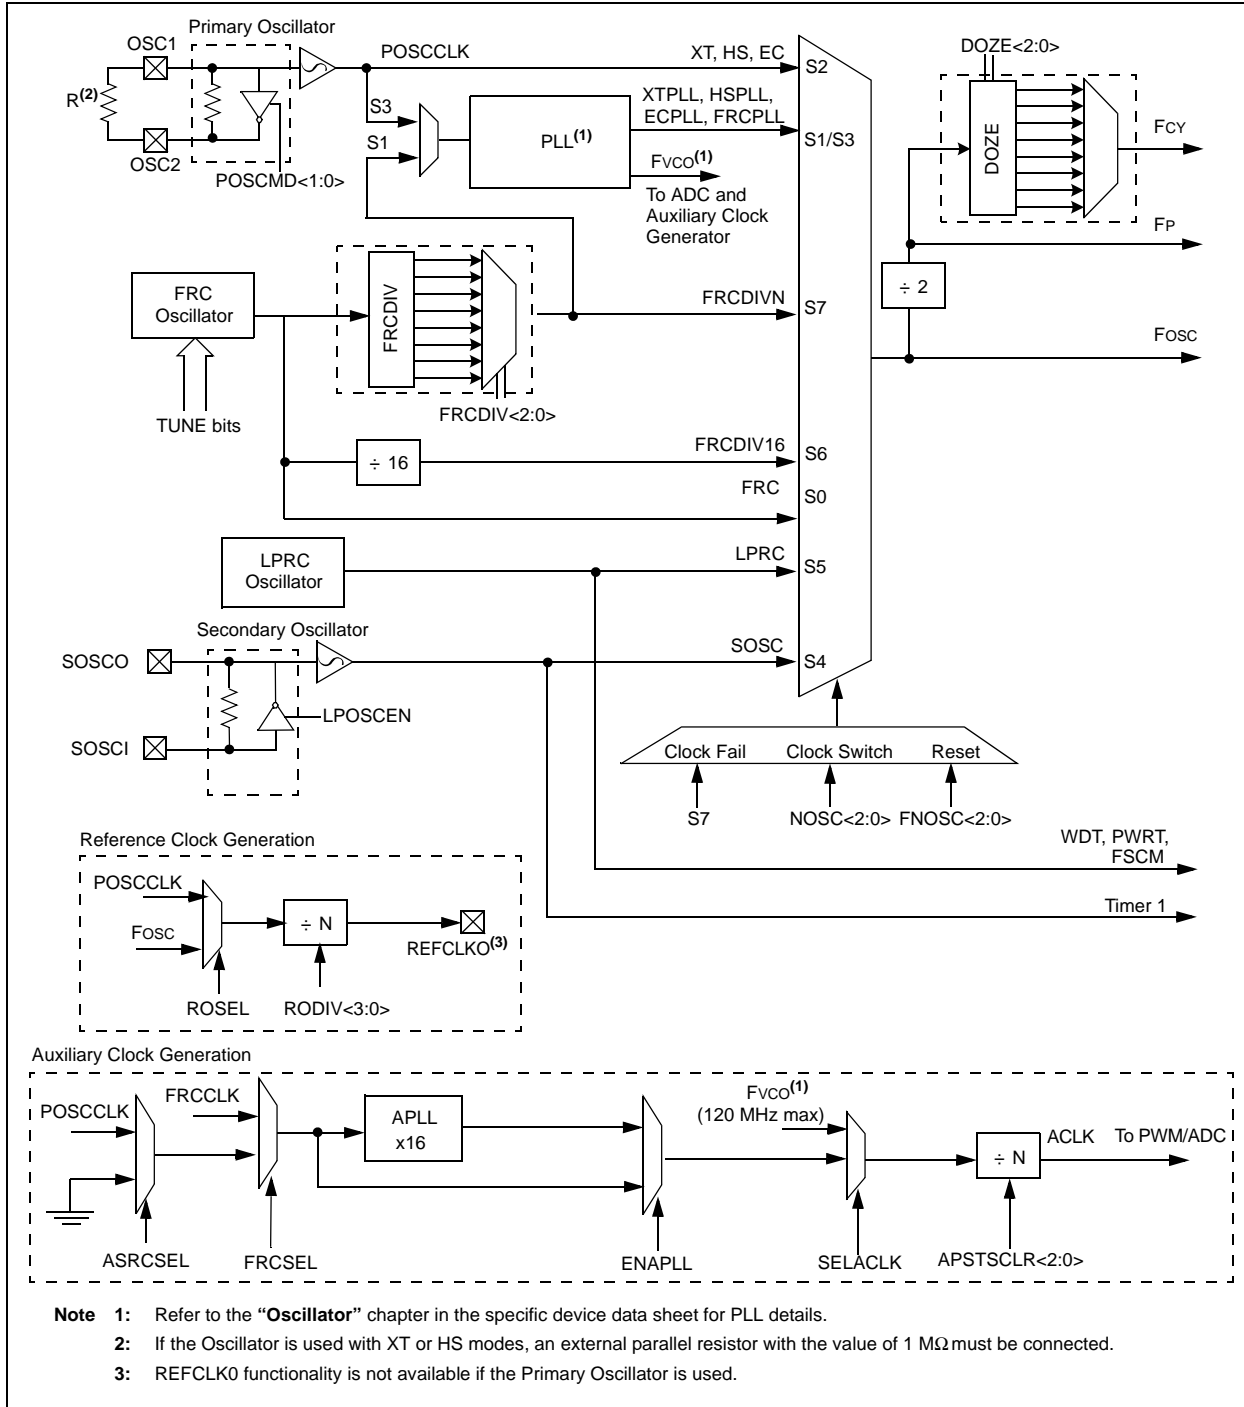 Primary Oscillator
OSC1
POSCCLK
XT, HS, EC
S2
DOZE<2:0>
R(2)
S3
XTPLL, HSPLL,
ECPLL, FRCPLL
PLL(1)
S1/S3
S1
OSC2
POSCMD<1:0>
FVCO(1)
To ADC and
Auxiliary Clock
Generator
DOZE
FCY
FP
÷ 2
FRC
Oscillator
FRCDIV
FRCDIVN
S7
FOSC
TUNE bits
FRCDIV<2:0>
÷ 16
FRCDIV16
S6
FRC
S0
LPRC
Oscillator
LPRC
S5
Secondary Oscillator
SOSCO
SOSC
S4
LPOSCEN
SOSCI
Clock Fail
Clock Switch
Reset
S7
NOSC<2:0>
FNOSC<2:0>
WDT, PWRT,
FSCM
Timer 1
Reference Clock Generation
POSCCLK
÷ N
FOSC
REFCLKO(3)
ROSEL
RODIV<3:0>
Auxiliary Clock Generation
POSCCLK
FRCCLK
APLL
x16
FVCO(1)
(120 MHz max)
÷ N
ACLK
To PWM/ADC
ASRCSEL
FRCSEL
ENAPLL
SELACLK
APSTSCLR<2:0>
Note 1: Refer to the “Oscillator” chapter in the specific device data sheet for PLL details.
2: If the Oscillator is used with XT or HS modes, an external parallel resistor with the value of 1 MΩ must be connected.
3: REFCLK0 functionality is not available if the Primary Oscillator is used.